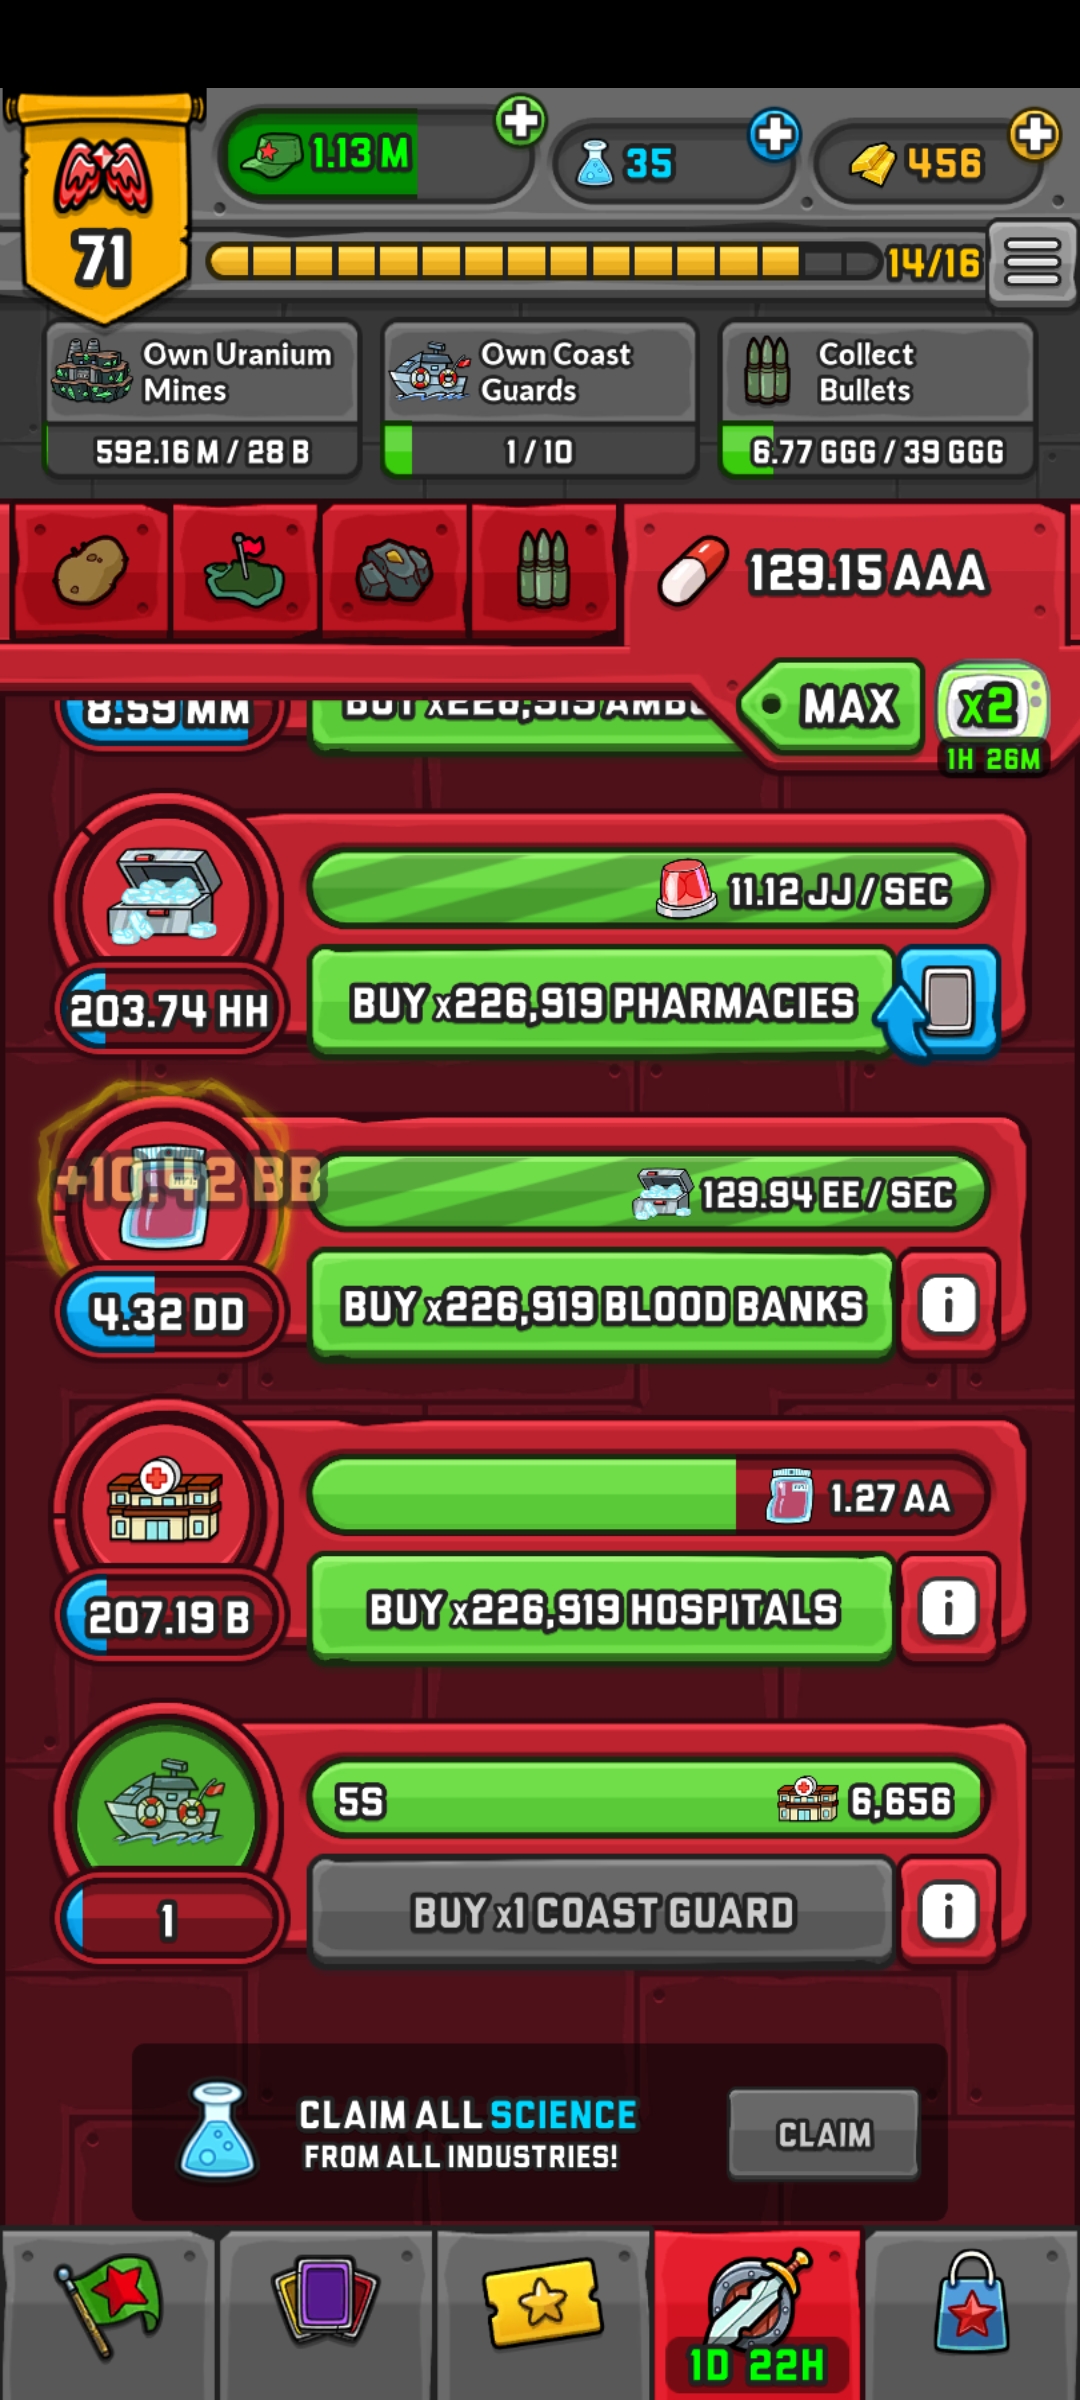 71
1.13 M
35
456
14/16
Own Uranium
Mines
592.16 M / 28 B
Own Coast
Guards
1 / 10
Collect
Bullets
6.77 GGG / 39 GGG
129.15 AAA
MAX
x2
1H 26M
8.59 MM
BUY x226,919
11.12 JJ / SEC
203.74 HH
BUY x226,919 PHARMACIES
+10.42 BB
129.94 EE / SEC
4.32 DD
BUY x226,919 BLOOD BANKS
i
1.27 AA
207.19 B
BUY x226,919 HOSPITALS
i
5S
6,656
1
BUY x1 COAST GUARD
i
CLAIM ALL SCIENCE
FROM ALL INDUSTRIES!
CLAIM
1D 22H